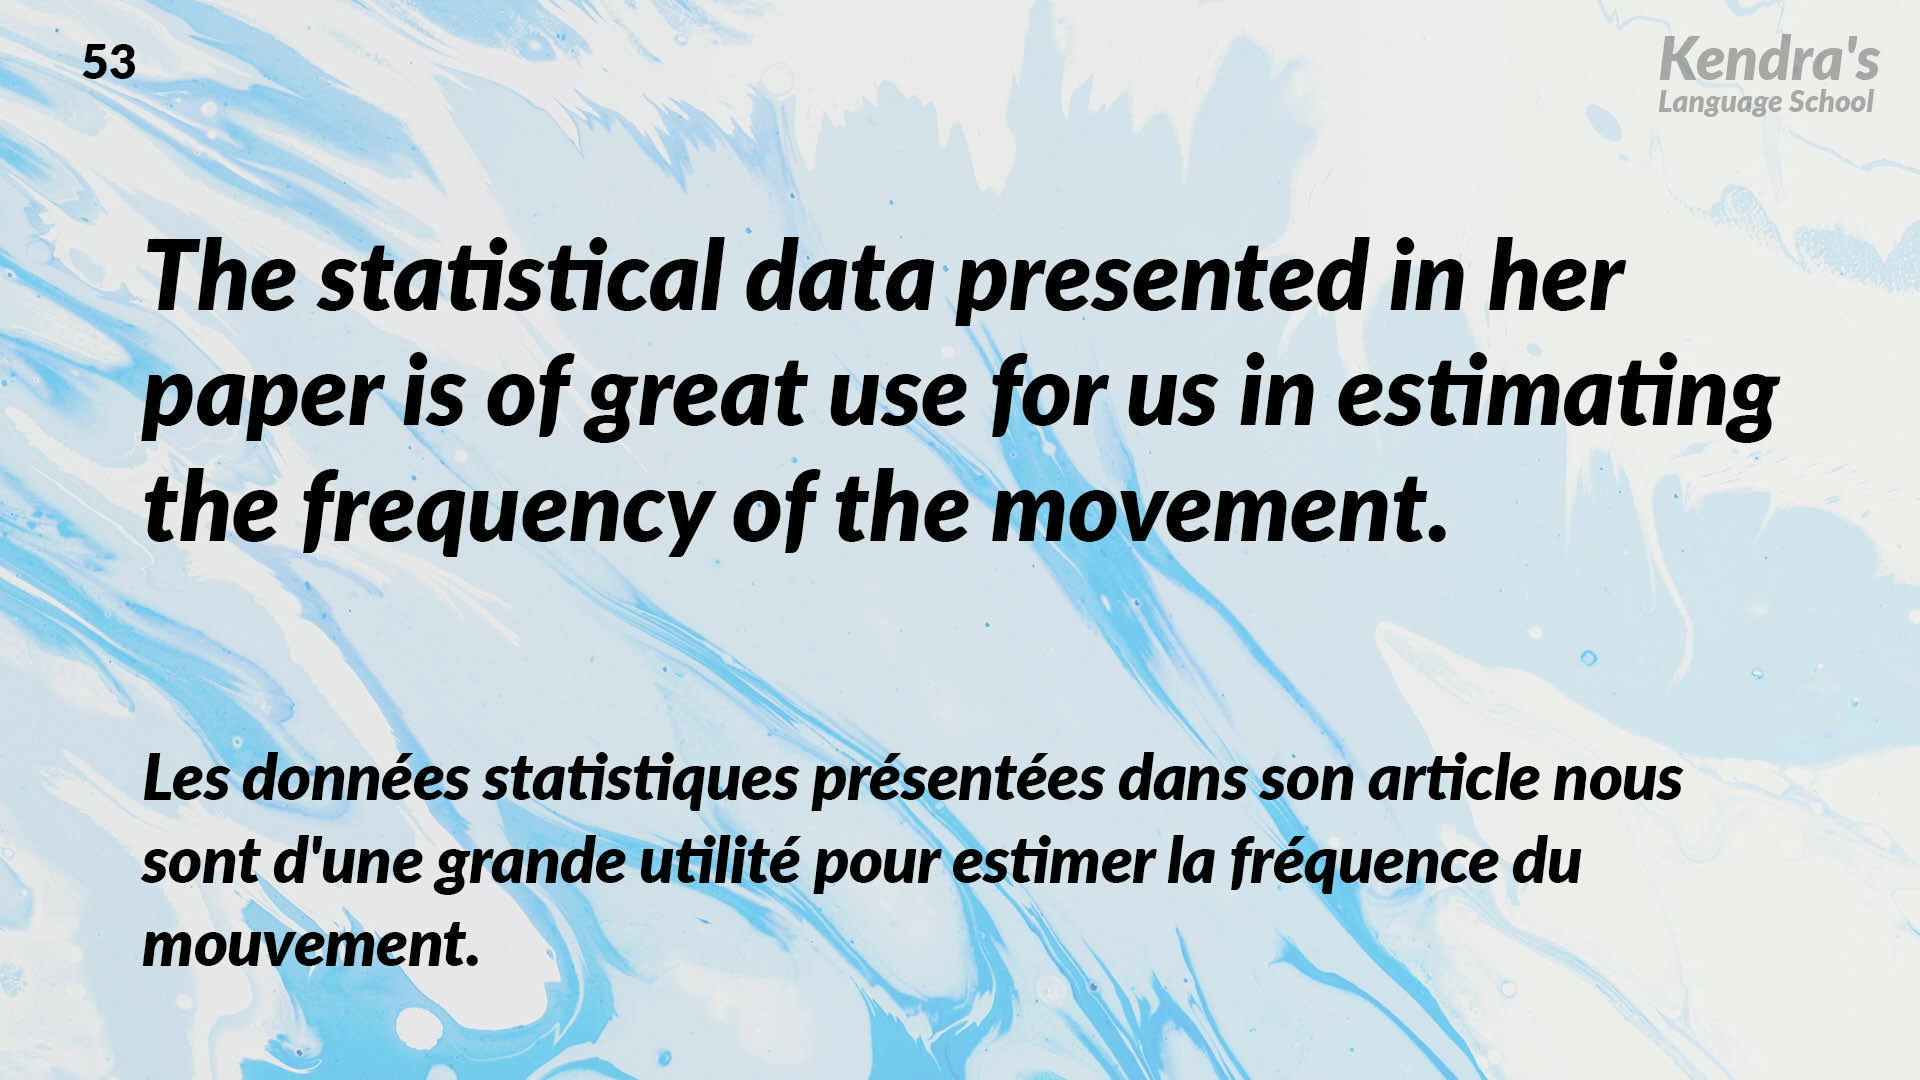 53
Kendra's
Language School
The statistical data presented in her
paper is of great use for us in estimating
the frequency of the movement.
Les données statistiques présentées dans son article nous
sont d'une grande utilité pour estimer la fréquence du
mouvement.